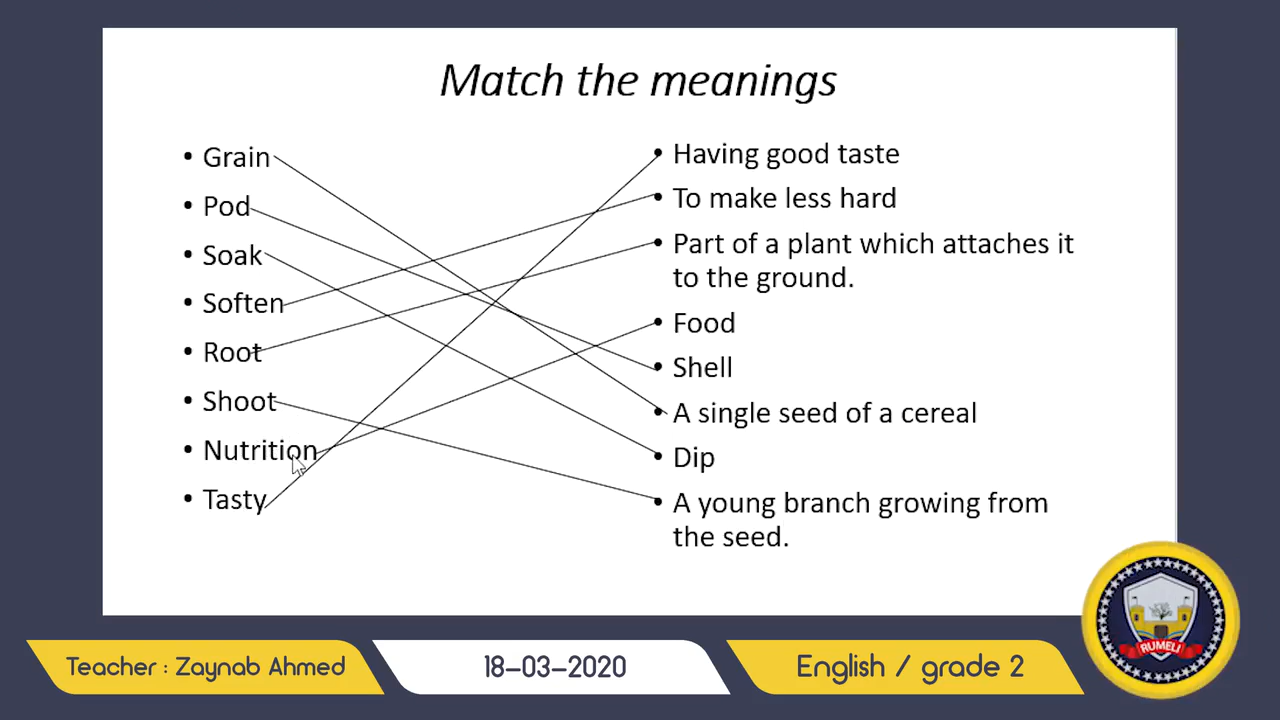 Match the meanings
• Grain
• Pod
• Soak
• Soften
• Root
• Shoot
• Nutrition
• Tasty
• Having good taste
• To make less hard
• Part of a plant which attaches it
to the ground.
• Food
• Shell
• A single seed of a cereal
• Dip
• A young branch growing from
the seed.
Teacher : Zaynab Ahmed
18-03-2020
English / grade 2
RUMELI